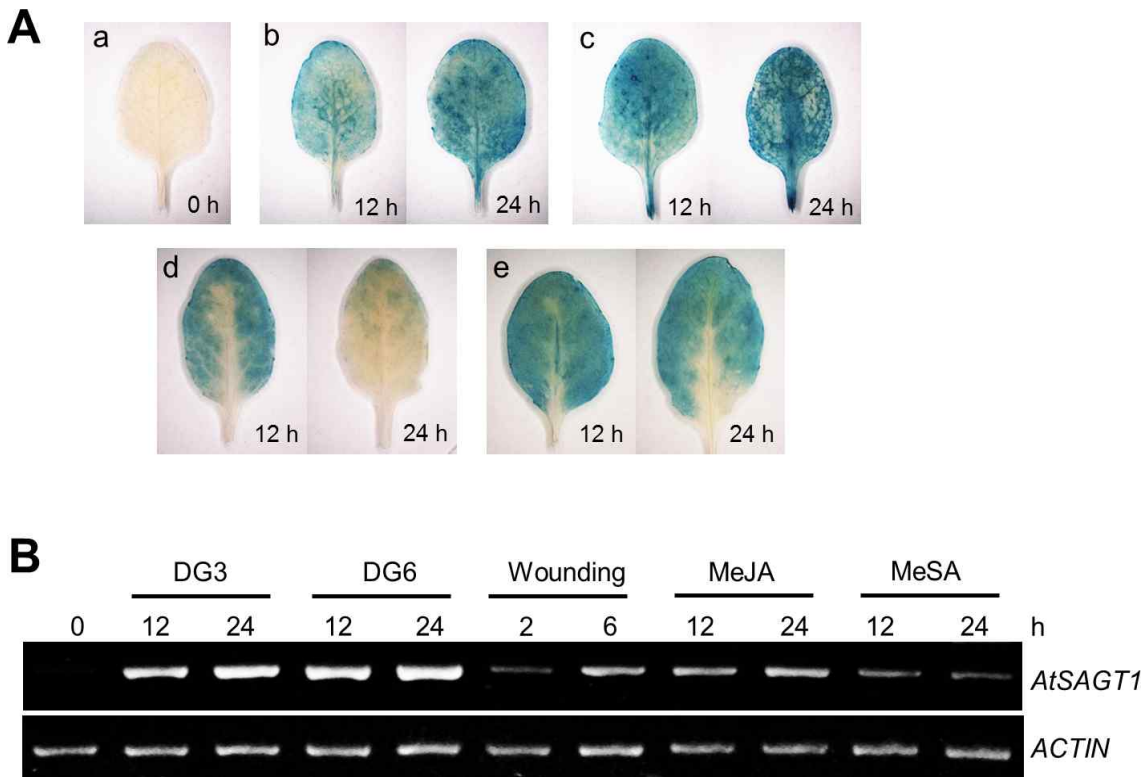 A
a
b
c
0 h
12 h
24 h
12 h
24 h
d
e
12 h
24 h
12 h
24 h
B
DG3 DG6 Wounding MeJA MeSA
0 12 24 12 24 2 6 12 24 12 24 h
AtSAGT1
ACTIN